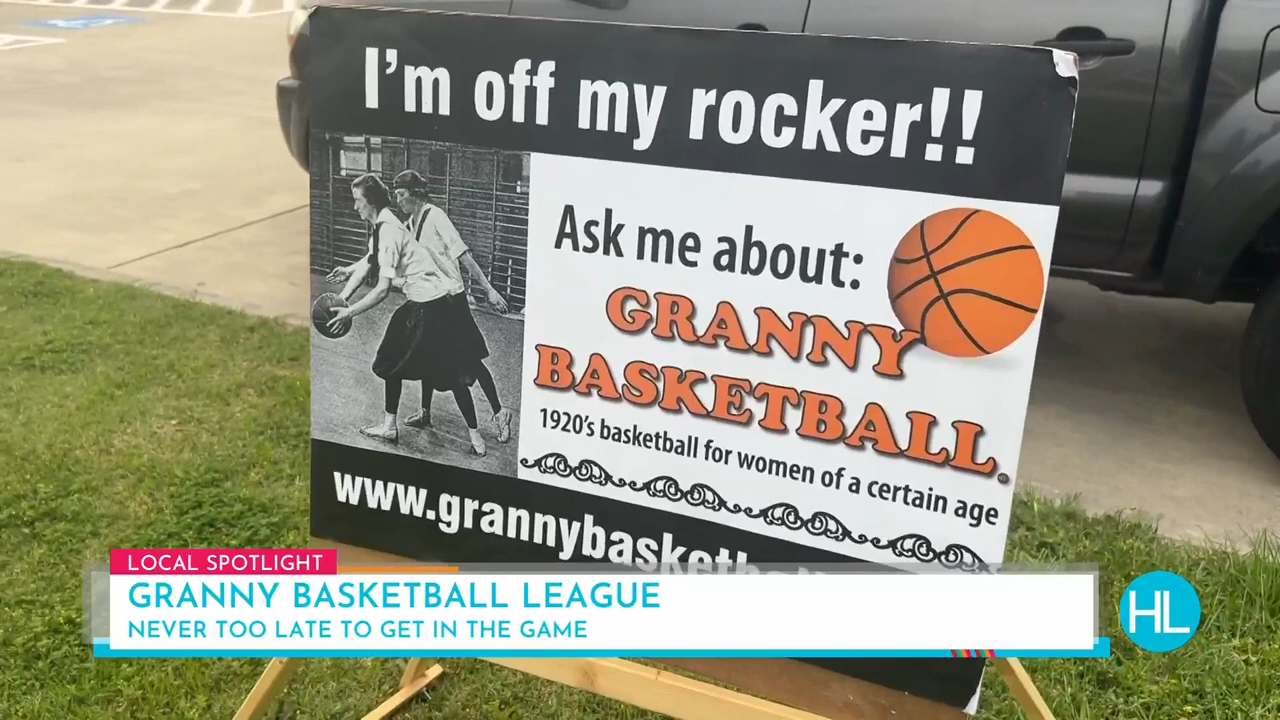 I'm off my rocker!!
Ask me about:
GRANNY
BASKETBALL
1920's basketball for women of a certain age
LOCAL SPOTLIGHT
GRANNY BASKETBALL LEAGUE
NEVER TOO LATE TO GET IN THE GAME
HL